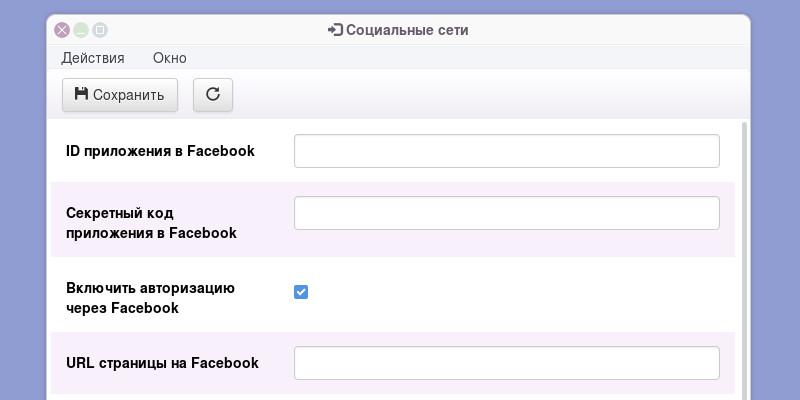 Социальные сети
Действия Окно
Сохранить
ID приложения в Facebook
Секретный код
приложения в Facebook
Включить авторизацию
через Facebook
URL страницы на Facebook